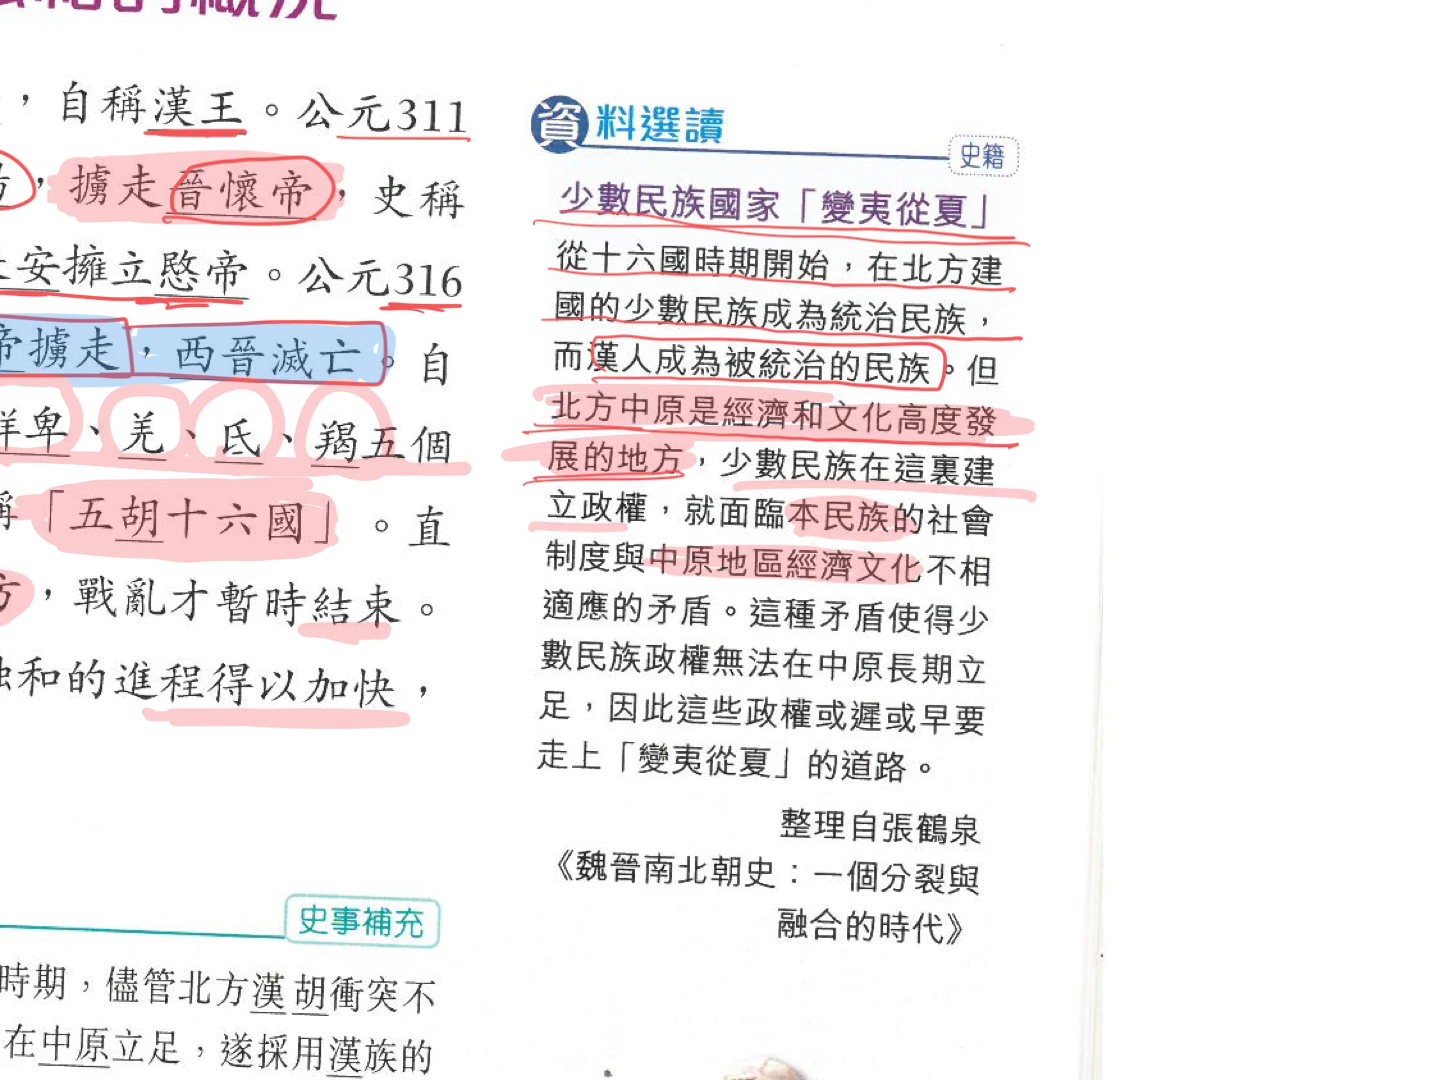 ，自稱漢王。公元311
，擄走晉懷帝，史稱
安擁立愍帝。公元316
帝擄走，西晉滅亡。自
鮮卑、羌、氐、羯五個
稱「五胡十六國」。直
方，戰亂才暫時結束。
融和的進程得以加快，
史事補充
時期，儘管北方漢胡衝突不
在中原立足，遂採用漢族的
資料選讀
史籍
少數民族國家「變夷從夏」
從十六國時期開始，在北方建
國的少數民族成為統治民族，
而漢人成為被統治的民族。但
北方中原是經濟和文化高度發
展的地方，少數民族在這裏建
立政權，就面臨本民族的社會
制度與中原地區經濟文化不相
適應的矛盾。這種矛盾使得少
數民族政權無法在中原長期立
足，因此這些政權或遲或早要
走上「變夷從夏」的道路。
整理自張鶴泉
《魏晉南北朝史：一個分裂與
融合的時代》